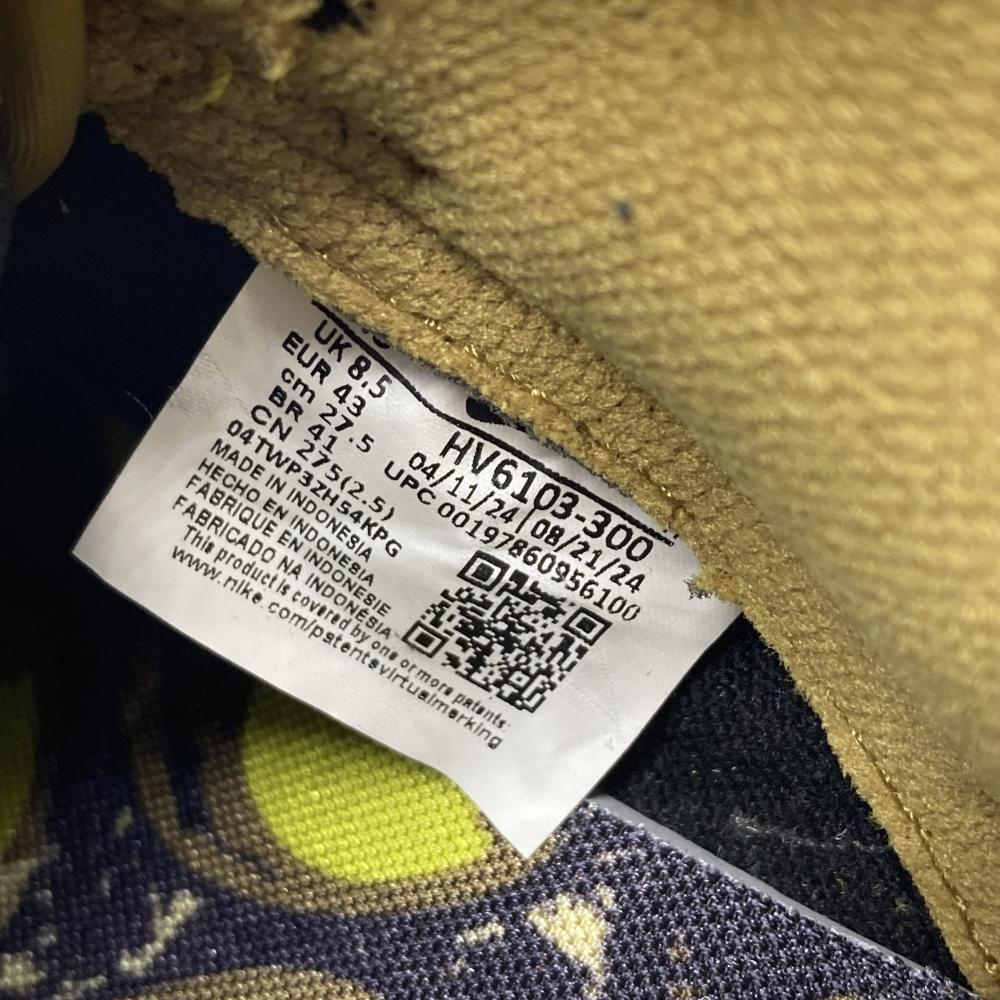 UK 8.5
EUR 43
cm 27.5
BR 41.5
CN 275(2.5)
04TWP3ZH54KPG
MADE IN INDONESIA
HECHO EN INDONESIA
FABRIQUE EN INDONESIE
FABRICADO NA INDONÉSIA
This product is covered by one or more patents:
www.nike.com/patentsvirtualmarking
HV6103-300
04/11/24 08/21/24
UPC 00197860956100